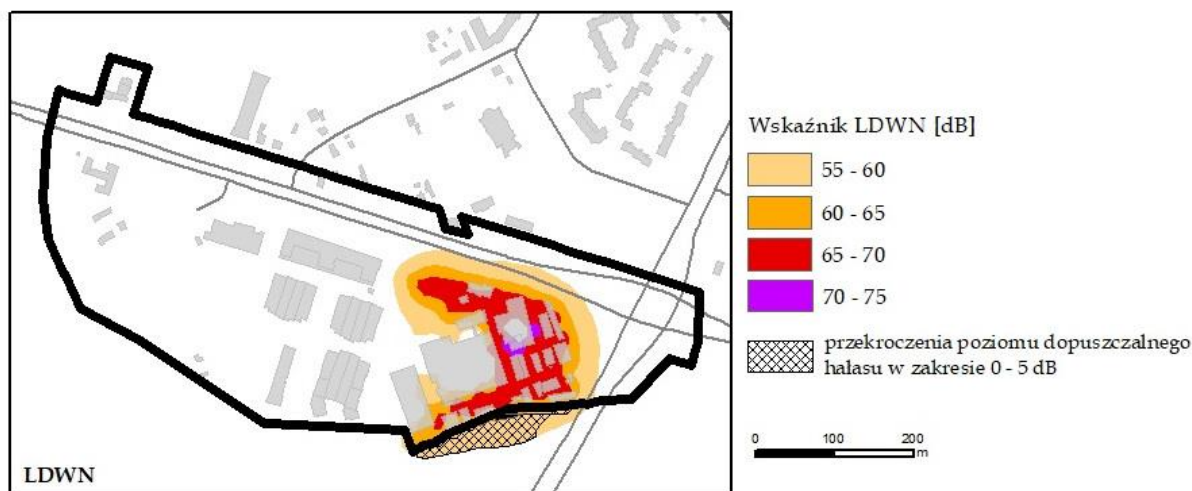 LDWN
Wskaźnik LDWN [dB]
55 - 60
60 - 65
65 - 70
70 - 75
przekroczenia poziomu dopuszczalnego
hałasu w zakresie 0 - 5 dB
0 100 200
m